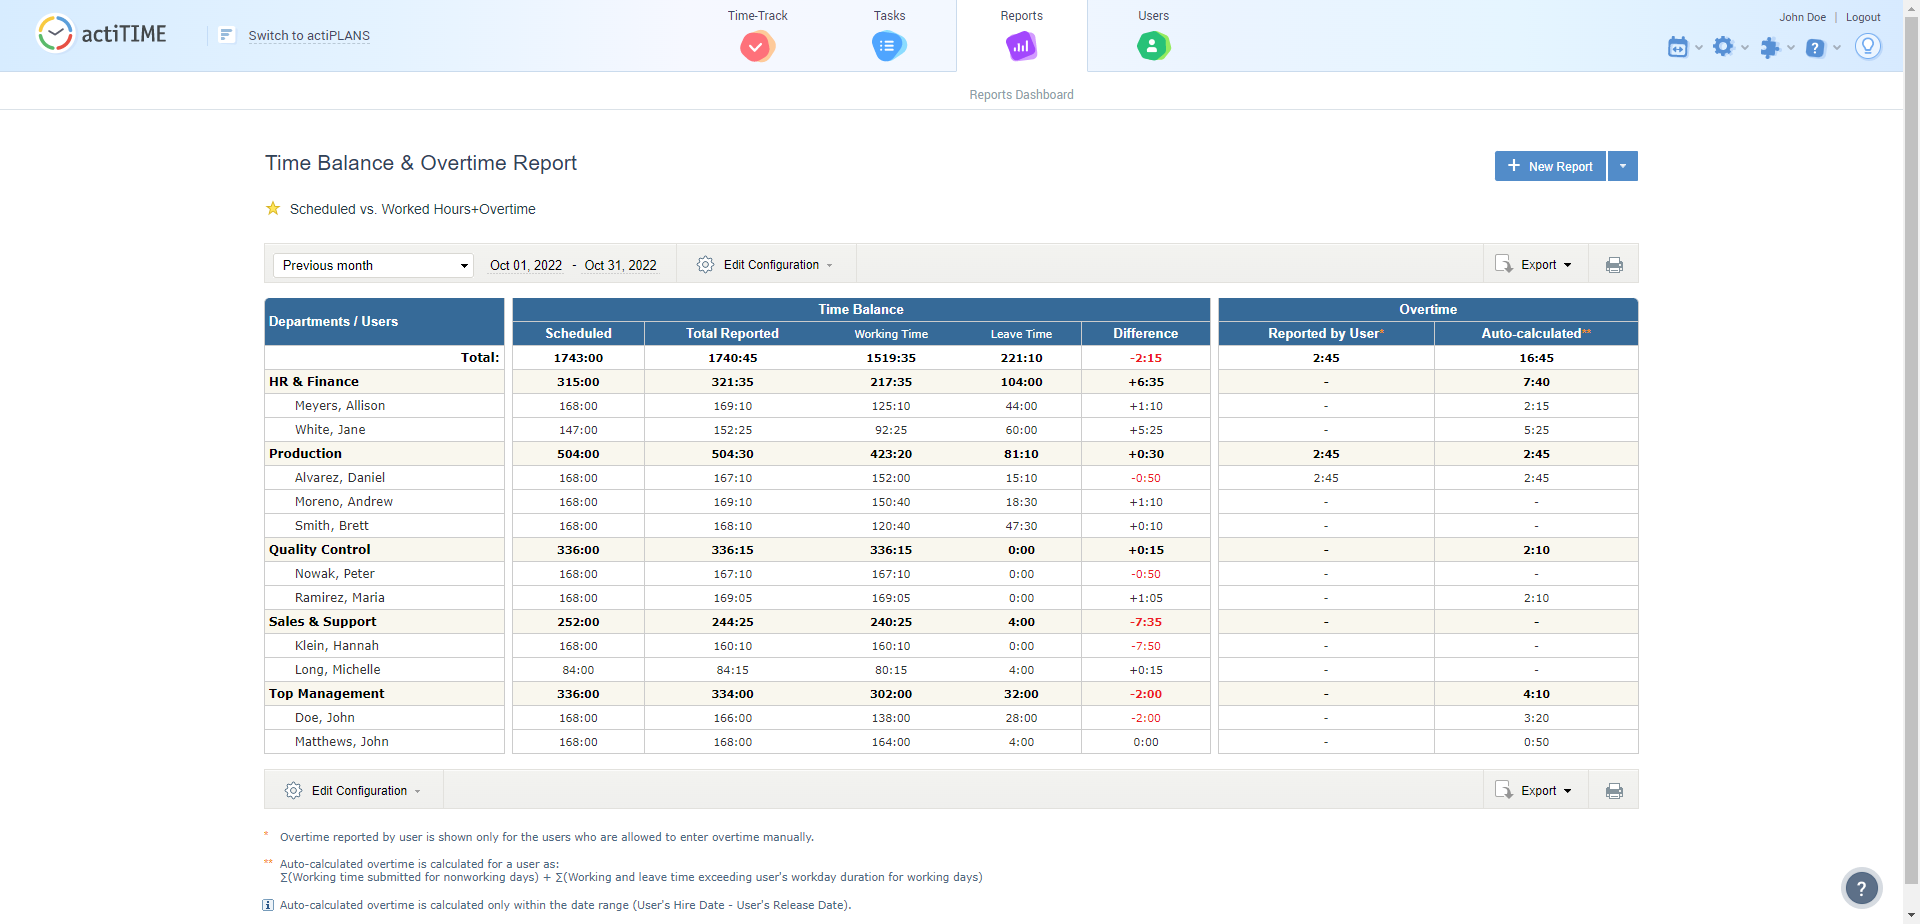 actiTIME
Switch to actiPLANS
Time-Track
Tasks
Reports
Users
John Doe | Logout
Reports Dashboard
Time Balance & Overtime Report
+ New Report
Scheduled vs. Worked Hours+Overtime
Previous month
Oct 01, 2022 - Oct 31, 2022
Edit Configuration
Export
Departments / Users Time Balance Overtime
Scheduled Total Reported Working Time Leave Time Difference Reported by User* Auto-calculated**
Total: 1743:00 1740:45 1519:35 221:10 -2:15 2:45 16:45
HR & Finance 315:00 321:35 217:35 104:00 +6:35 - 7:40
Meyers, Allison 168:00 169:10 125:10 44:00 +1:10 - 2:15
White, Jane 147:00 152:25 92:25 60:00 +5:25 - 5:25
Production 504:00 504:30 423:20 81:10 +0:30 2:45 2:45
Alvarez, Daniel 168:00 167:10 152:00 15:10 -0:50 2:45 2:45
Moreno, Andrew 168:00 169:10 150:40 18:30 +1:10 - -
Smith, Brett 168:00 168:10 120:40 47:30 +0:10 - -
Quality Control 336:00 336:15 336:15 0:00 +0:15 - 2:10
Nowak, Peter 168:00 167:10 167:10 0:00 -0:50 - -
Ramirez, Maria 168:00 169:05 169:05 0:00 +1:05 - 2:10
Sales & Support 252:00 244:25 240:25 4:00 -7:35 - -
Klein, Hannah 168:00 160:10 160:10 0:00 -7:50 - -
Long, Michelle 84:00 84:15 80:15 4:00 +0:15 - -
Top Management 336:00 334:00 302:00 32:00 -2:00 - 4:10
Doe, John 168:00 166:00 138:00 28:00 -2:00 - 3:20
Matthews, John 168:00 168:00 164:00 4:00 0:00 - 0:50
Edit Configuration
Export
* Overtime reported by user is shown only for the users who are allowed to enter overtime manually.
** Auto-calculated overtime is calculated for a user as:
Σ(Working time submitted for nonworking days) + Σ(Working and leave time exceeding user's workday duration for working days)
Auto-calculated overtime is calculated only within the date range (User's Hire Date - User's Release Date).
?